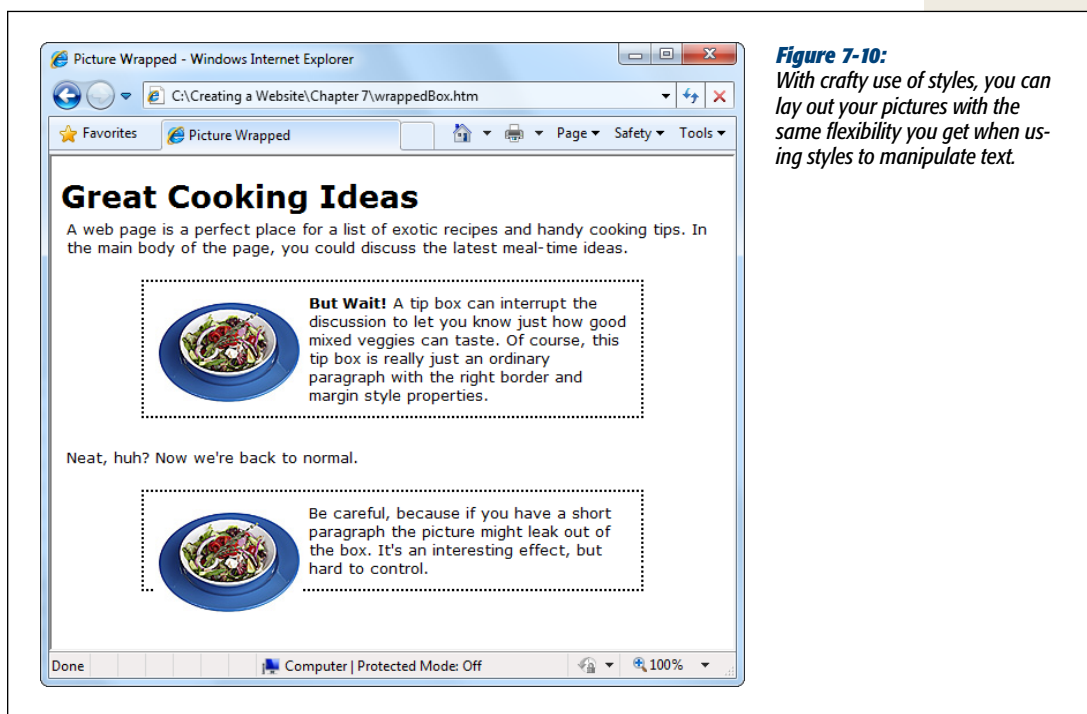 Picture Wrapped - Windows Internet Explorer
C:\Creating a Website\Chapter 7\wrappedBox.htm
Favorites
Picture Wrapped
Page
Safety
Tools
Great Cooking Ideas
A web page is a perfect place for a list of exotic recipes and handy cooking tips. In
the main body of the page, you could discuss the latest meal-time ideas.
But Wait! A tip box can interrupt the
discussion to let you know just how good
mixed veggies can taste. Of course, this
tip box is really just an ordinary
paragraph with the right border and
margin style properties.
Neat, huh? Now we're back to normal.
Be careful, because if you have a short
paragraph the picture might leak out of
the box. It's an interesting effect, but
hard to control.
Done
Computer | Protected Mode: Off
100%
Figure 7-10:
With crafty use of styles, you can
lay out your pictures with the
same flexibility you get when us-
ing styles to manipulate text.